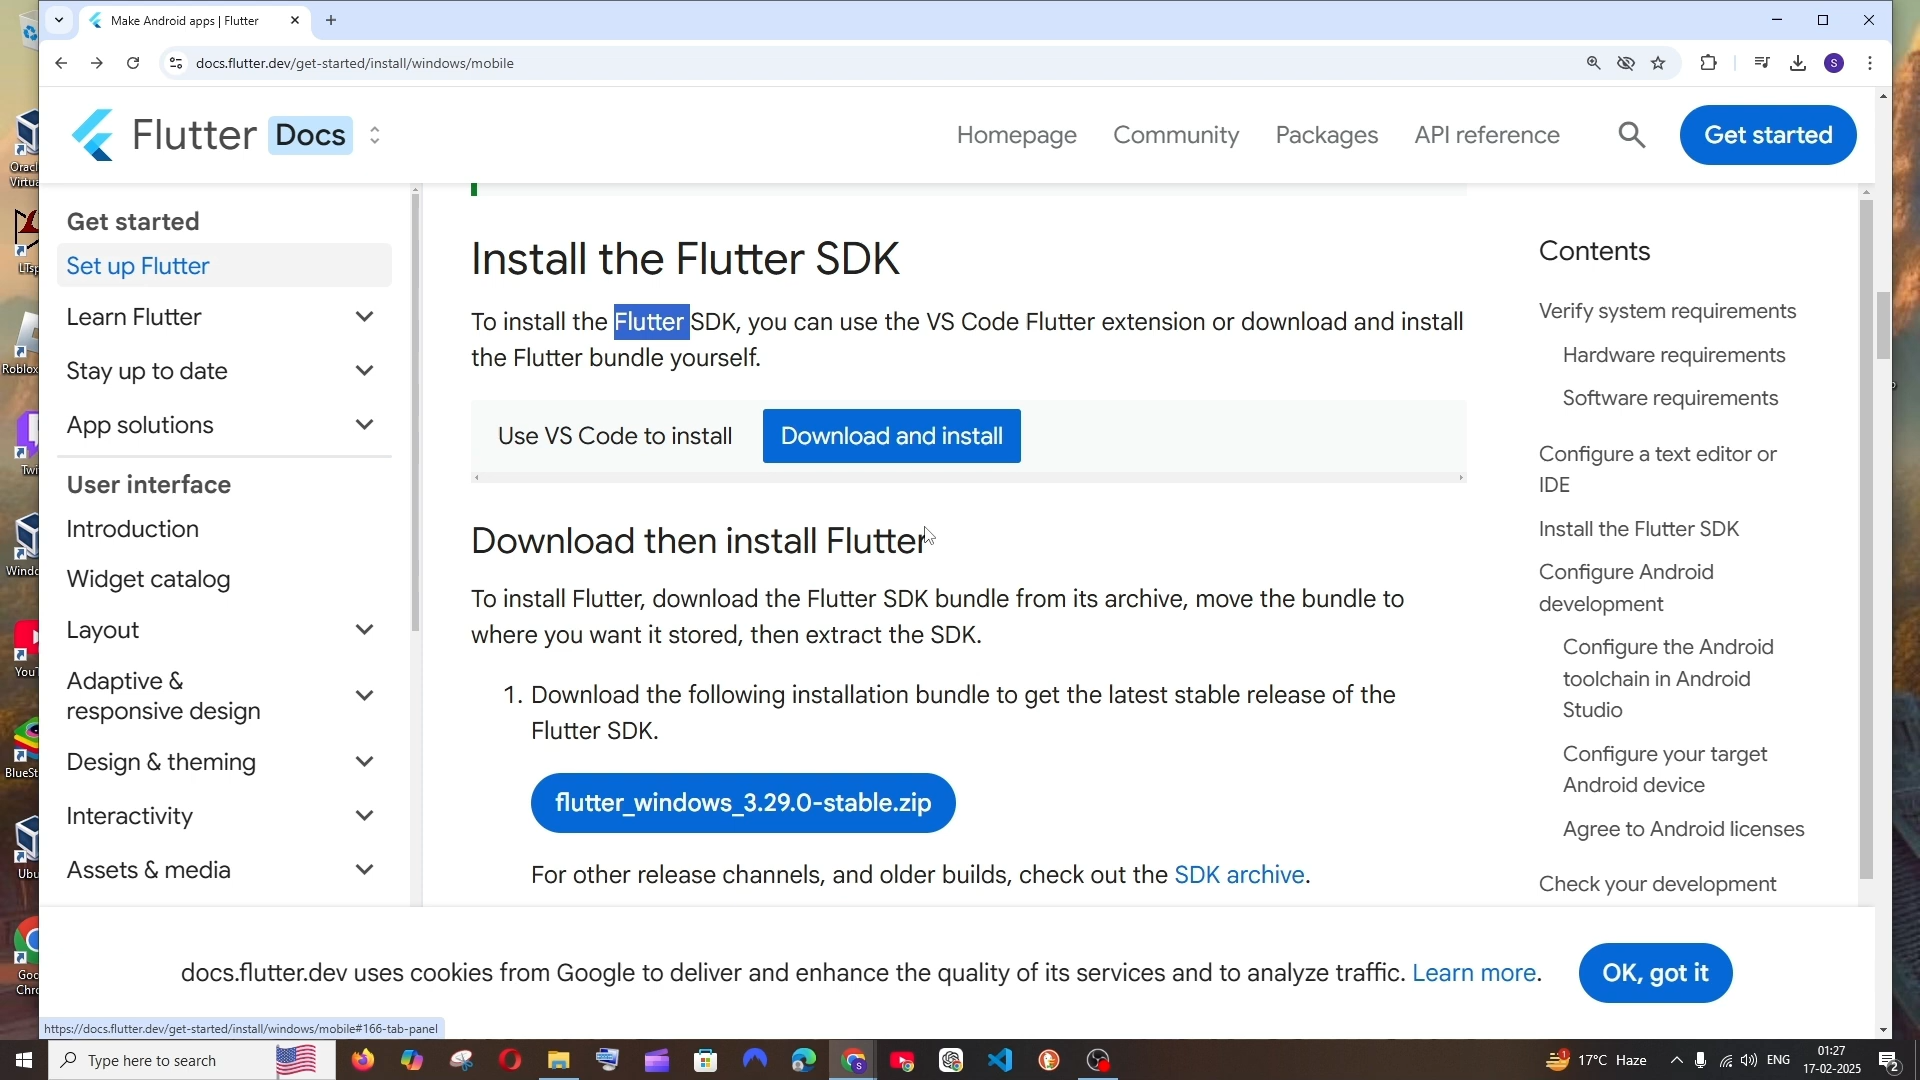 Make Android apps | Flutter
docs.flutter.dev/get-started/install/windows/mobile
S
Flutter Docs
Homepage
Community
Packages
API reference
Get started
Get started
Set up Flutter
Learn Flutter
Stay up to date
App solutions
User interface
Introduction
Widget catalog
Layout
Adaptive &
responsive design
Design & theming
Interactivity
Assets & media
Install the Flutter SDK
To install the Flutter SDK, you can use the VS Code Flutter extension or download and install
the Flutter bundle yourself.
Use VS Code to install
Download and install
Download then install Flutter
To install Flutter, download the Flutter SDK bundle from its archive, move the bundle to
where you want it stored, then extract the SDK.
1. Download the following installation bundle to get the latest stable release of the
Flutter SDK.
flutter_windows_3.29.0-stable.zip
For other release channels, and older builds, check out the SDK archive.
Contents
Verify system requirements
Hardware requirements
Software requirements
Configure a text editor or
IDE
Install the Flutter SDK
Configure Android
development
Configure the Android
toolchain in Android
Studio
Configure your target
Android device
Agree to Android licenses
Check your development
docs.flutter.dev uses cookies from Google to deliver and enhance the quality of its services and to analyze traffic. Learn more.
OK, got it
https://docs.flutter.dev/get-started/install/windows/mobile#166-tab-panel
Type here to search
17°C Haze
ENG
01:27
17-02-2025
2